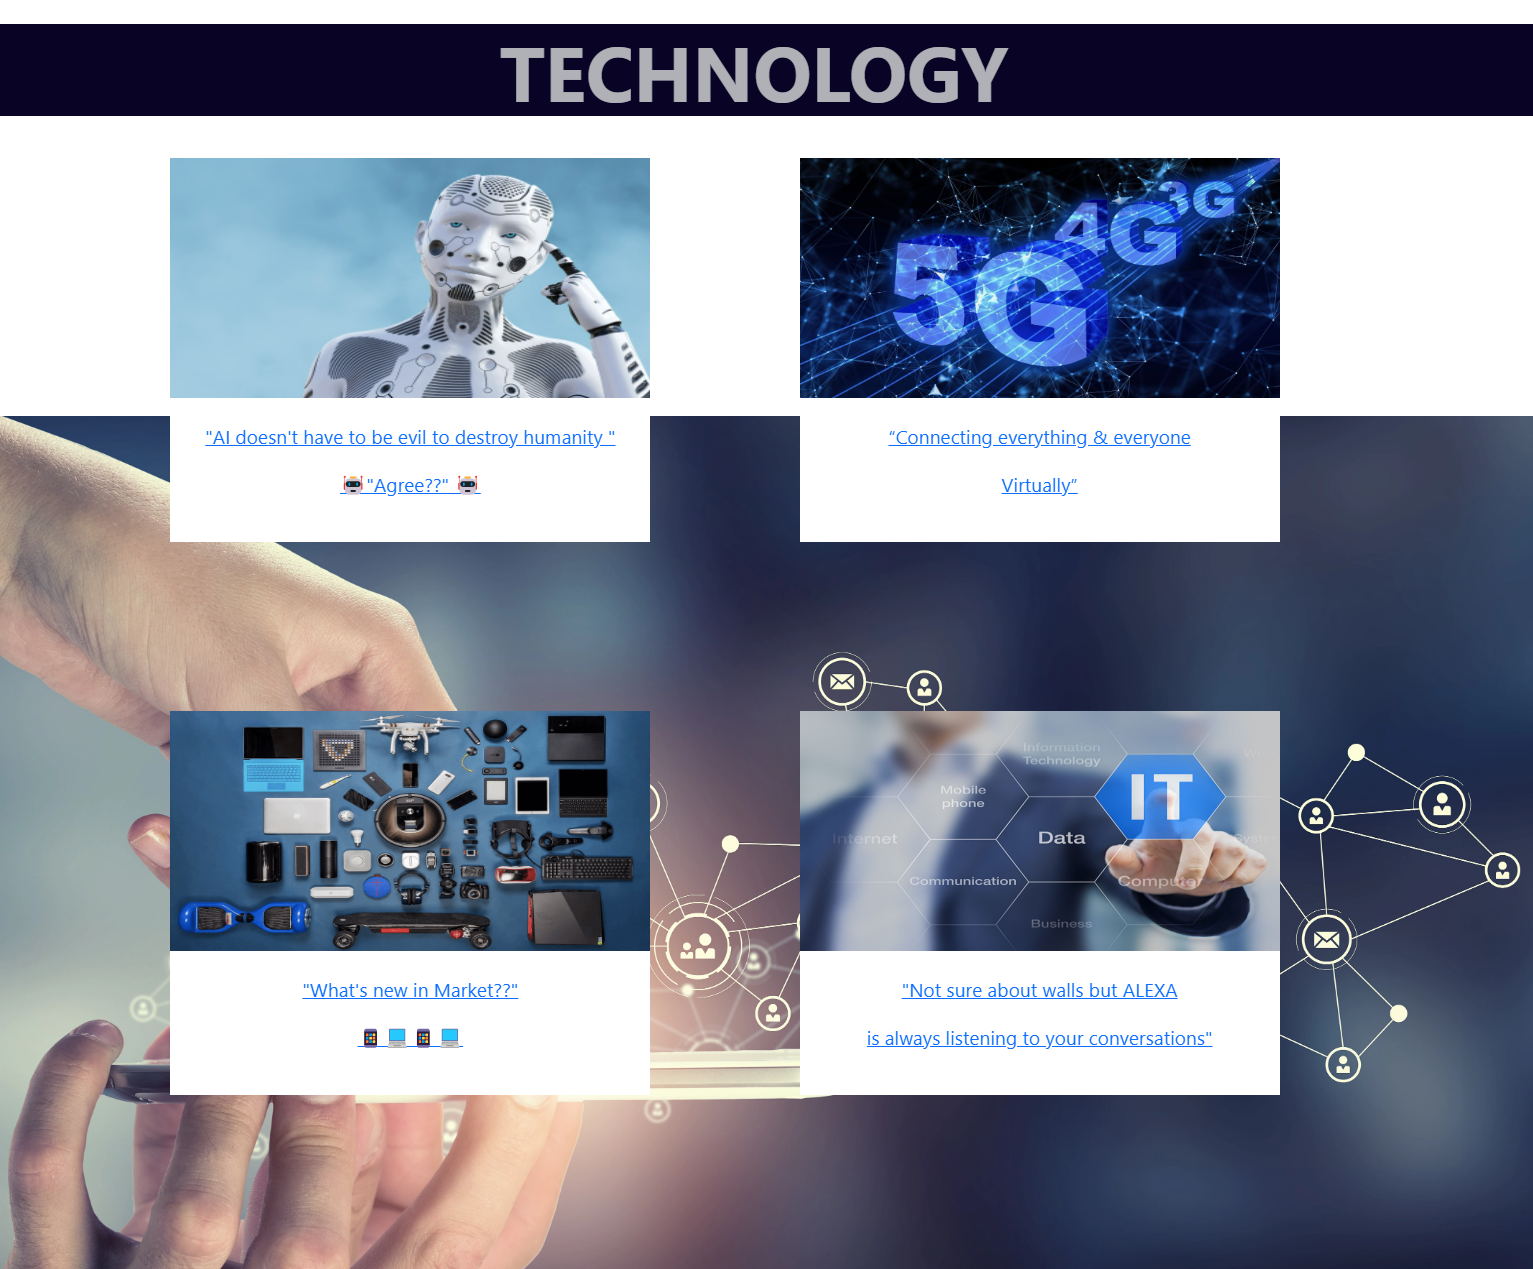 TECHNOLOGY
5G
4G
3G
"AI doesn't have to be evil to destroy humanity "
🤖"Agree??" 🤖
“Connecting everything & everyone
Virtually”
Information
Technology
IT
Mobile
phone
Internet
Data
Communication
Computer
Business
"What's new in Market??"
📱 💻 📱 💻
"Not sure about walls but ALEXA
is always listening to your conversations"